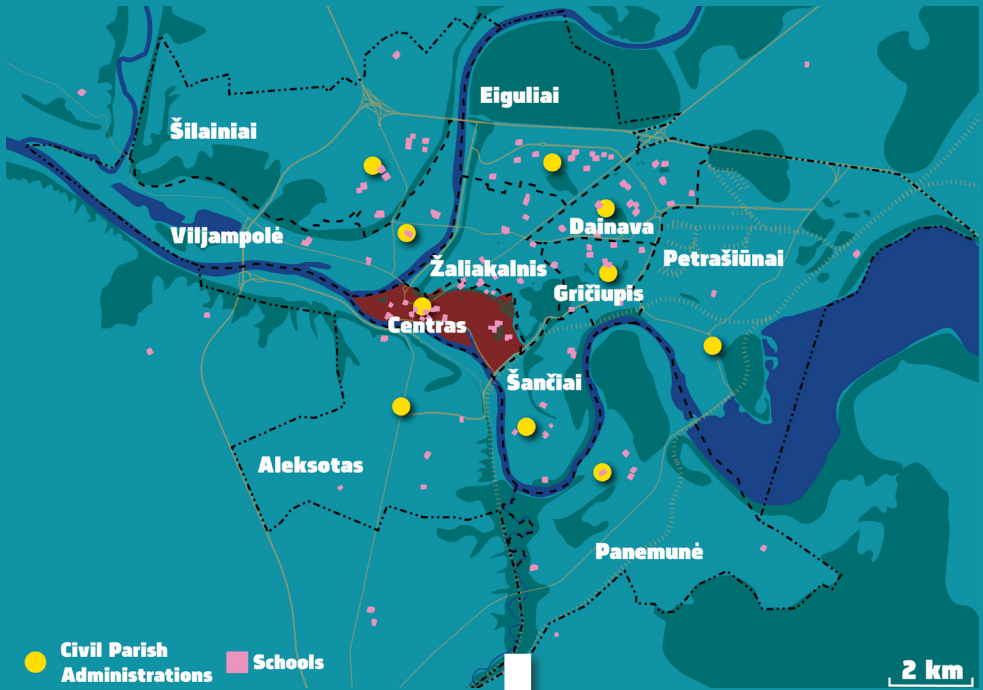 Eiguliai
Šilainiai
Dainava
Viljampolė
Petrašiūnai
Žaliakalnis
Gričiupis
Centras
Šančiai
Aleksotas
Panemunė
Civil Parish
Administrations
Schools
2 km